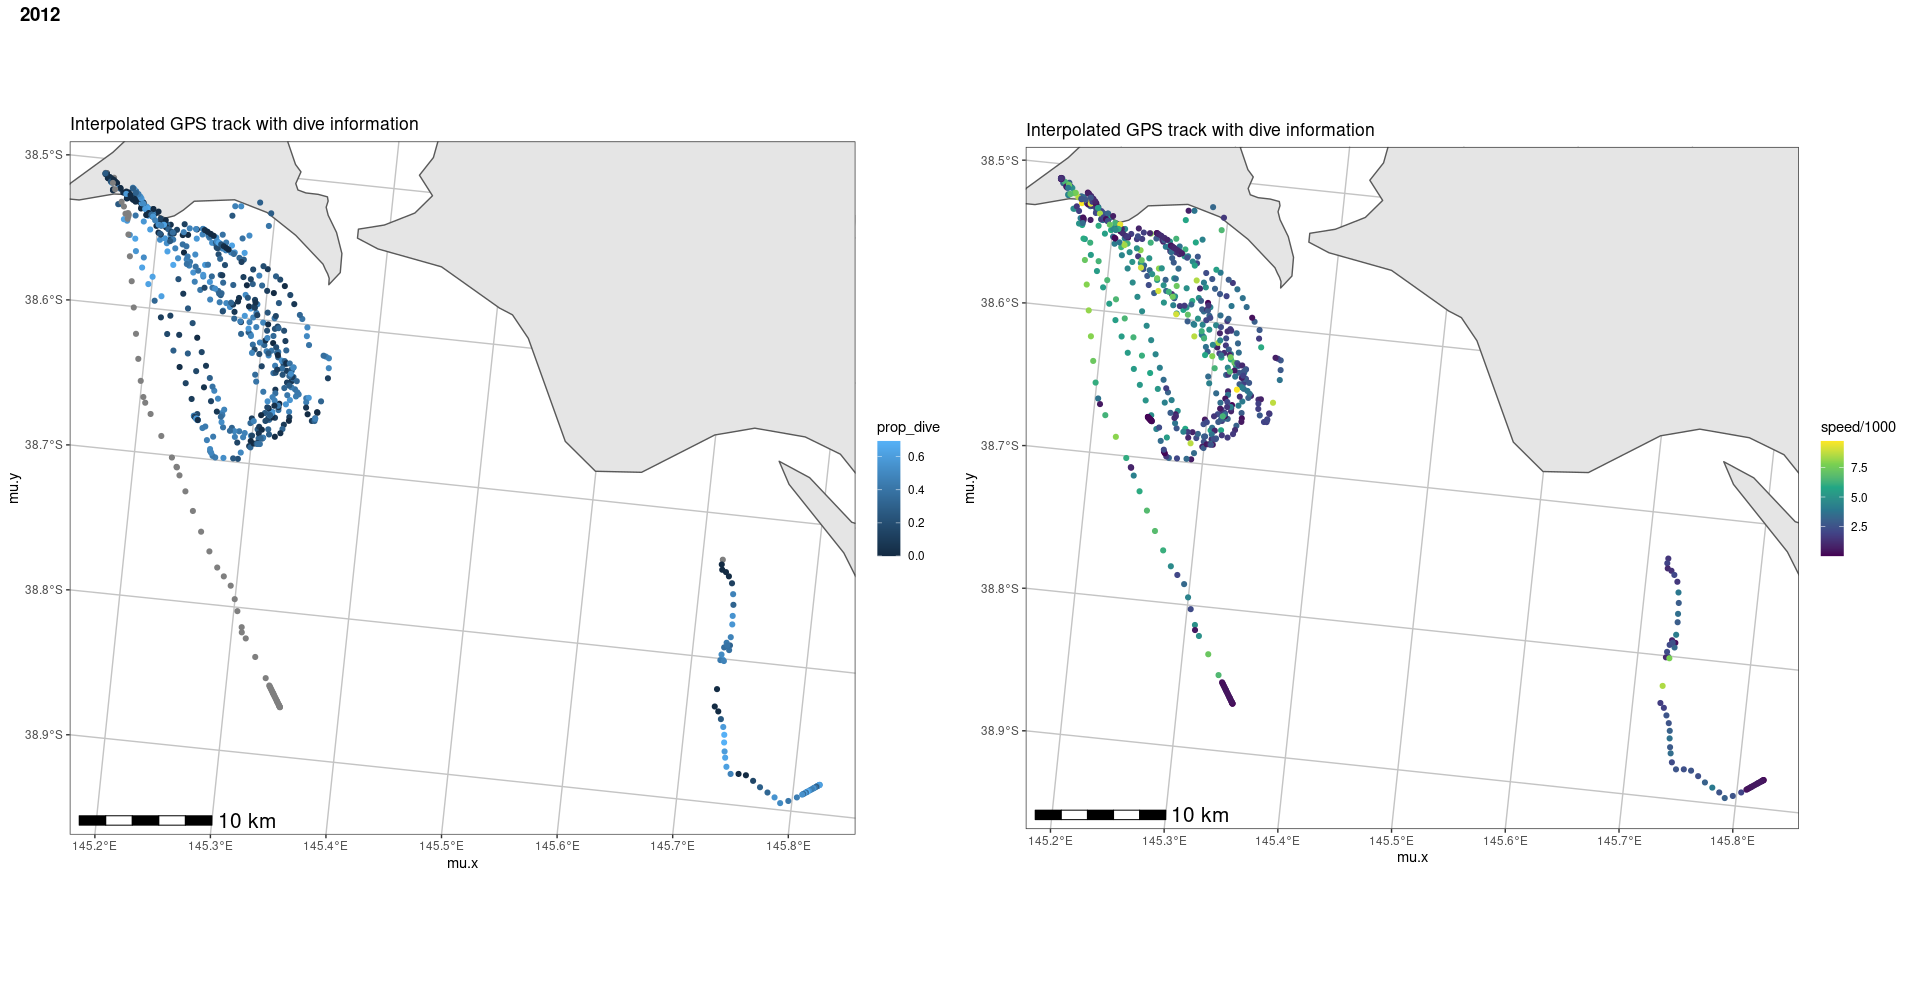 2012
Interpolated GPS track with dive information
38.5°S
38.6°S
38.7°S
38.8°S
38.9°S
mu.y
10 km
145.2°E
145.3°E
145.4°E
145.5°E
145.6°E
145.7°E
145.8°E
mu.x
prop_dive
0.6
0.4
0.2
0.0
Interpolated GPS track with dive information
38.5°S
38.6°S
38.7°S
38.8°S
38.9°S
mu.y
10 km
145.2°E
145.3°E
145.4°E
145.5°E
145.6°E
145.7°E
145.8°E
mu.x
speed/1000
7.5
5.0
2.5